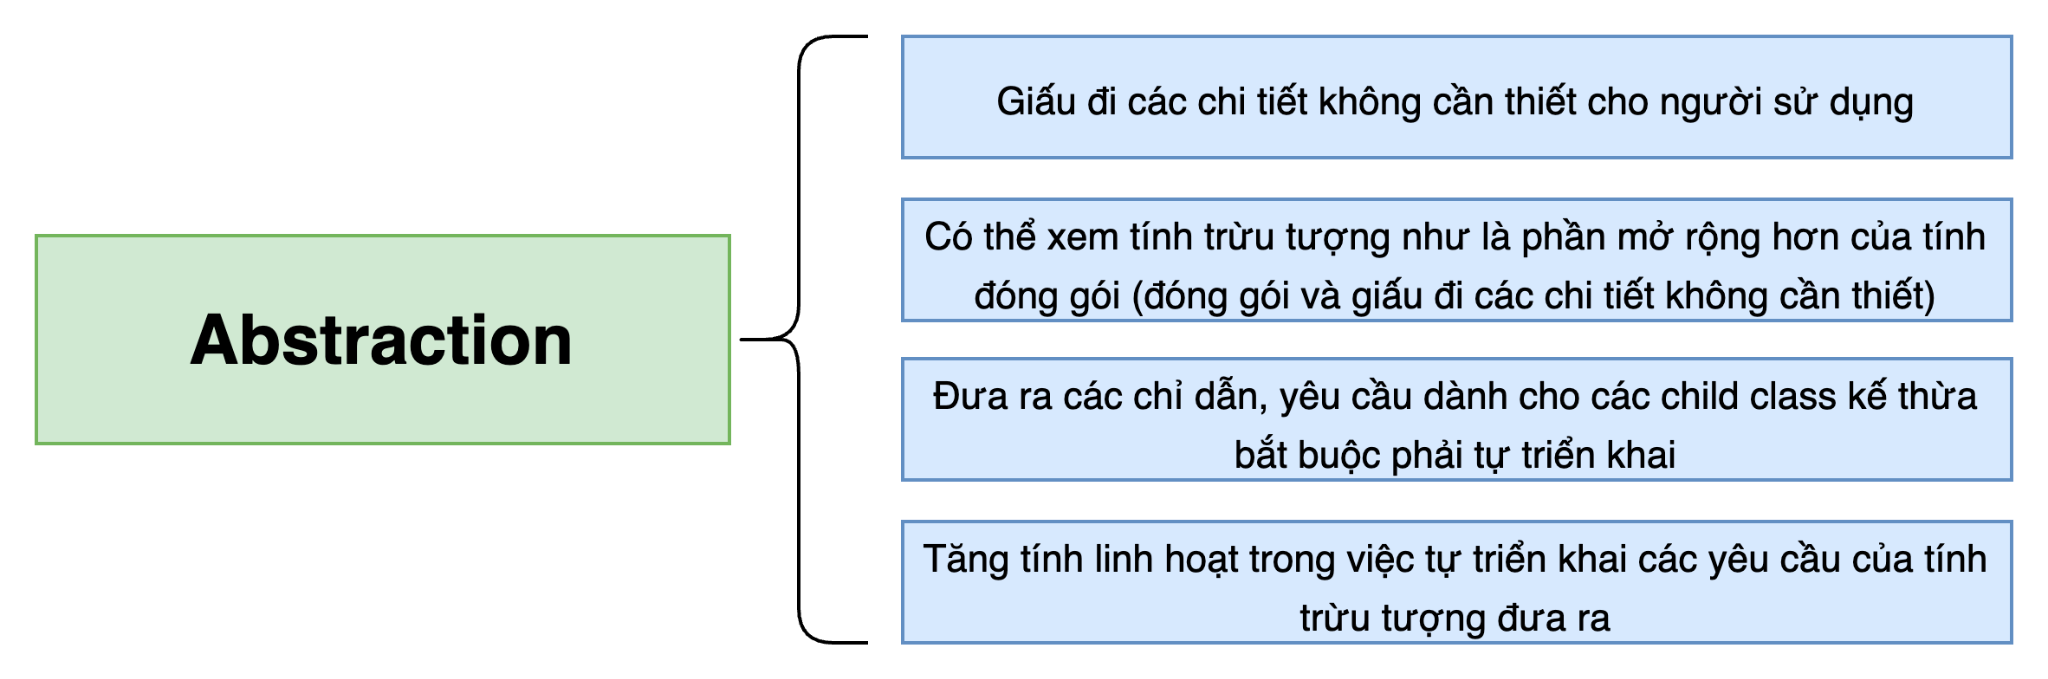 Abstraction
Giấu đi các chi tiết không cần thiết cho người sử dụng
Có thể xem tính trừu tượng như là phần mở rộng hơn của tính
đóng gói (đóng gói và giấu đi các chi tiết không cần thiết)
Đưa ra các chỉ dẫn, yêu cầu dành cho các child class kế thừa
bắt buộc phải tự triển khai
Tăng tính linh hoạt trong việc tự triển khai các yêu cầu của tính
trừu tượng đưa ra